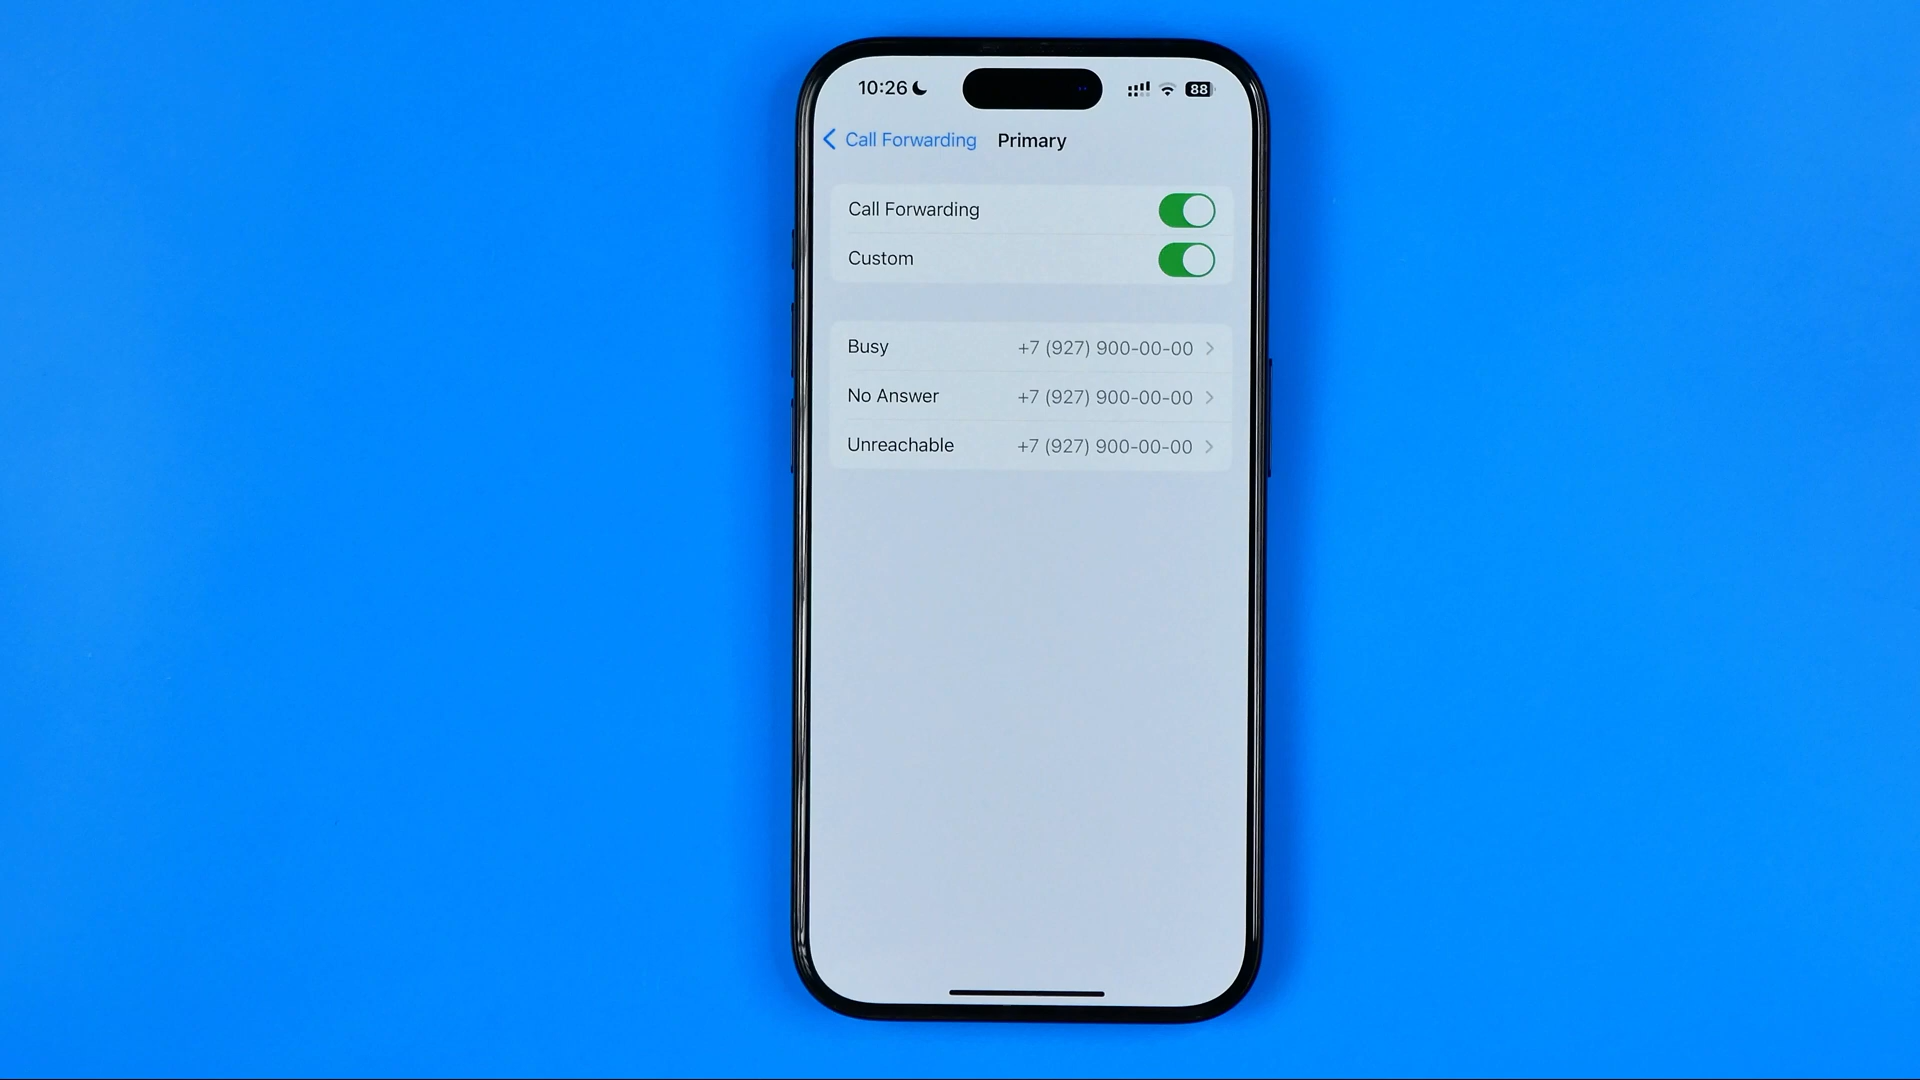 10:26
88
Call Forwarding Primary
Call Forwarding
Custom
Busy +7 (927) 900-00-00
No Answer +7 (927) 900-00-00
Unreachable +7 (927) 900-00-00